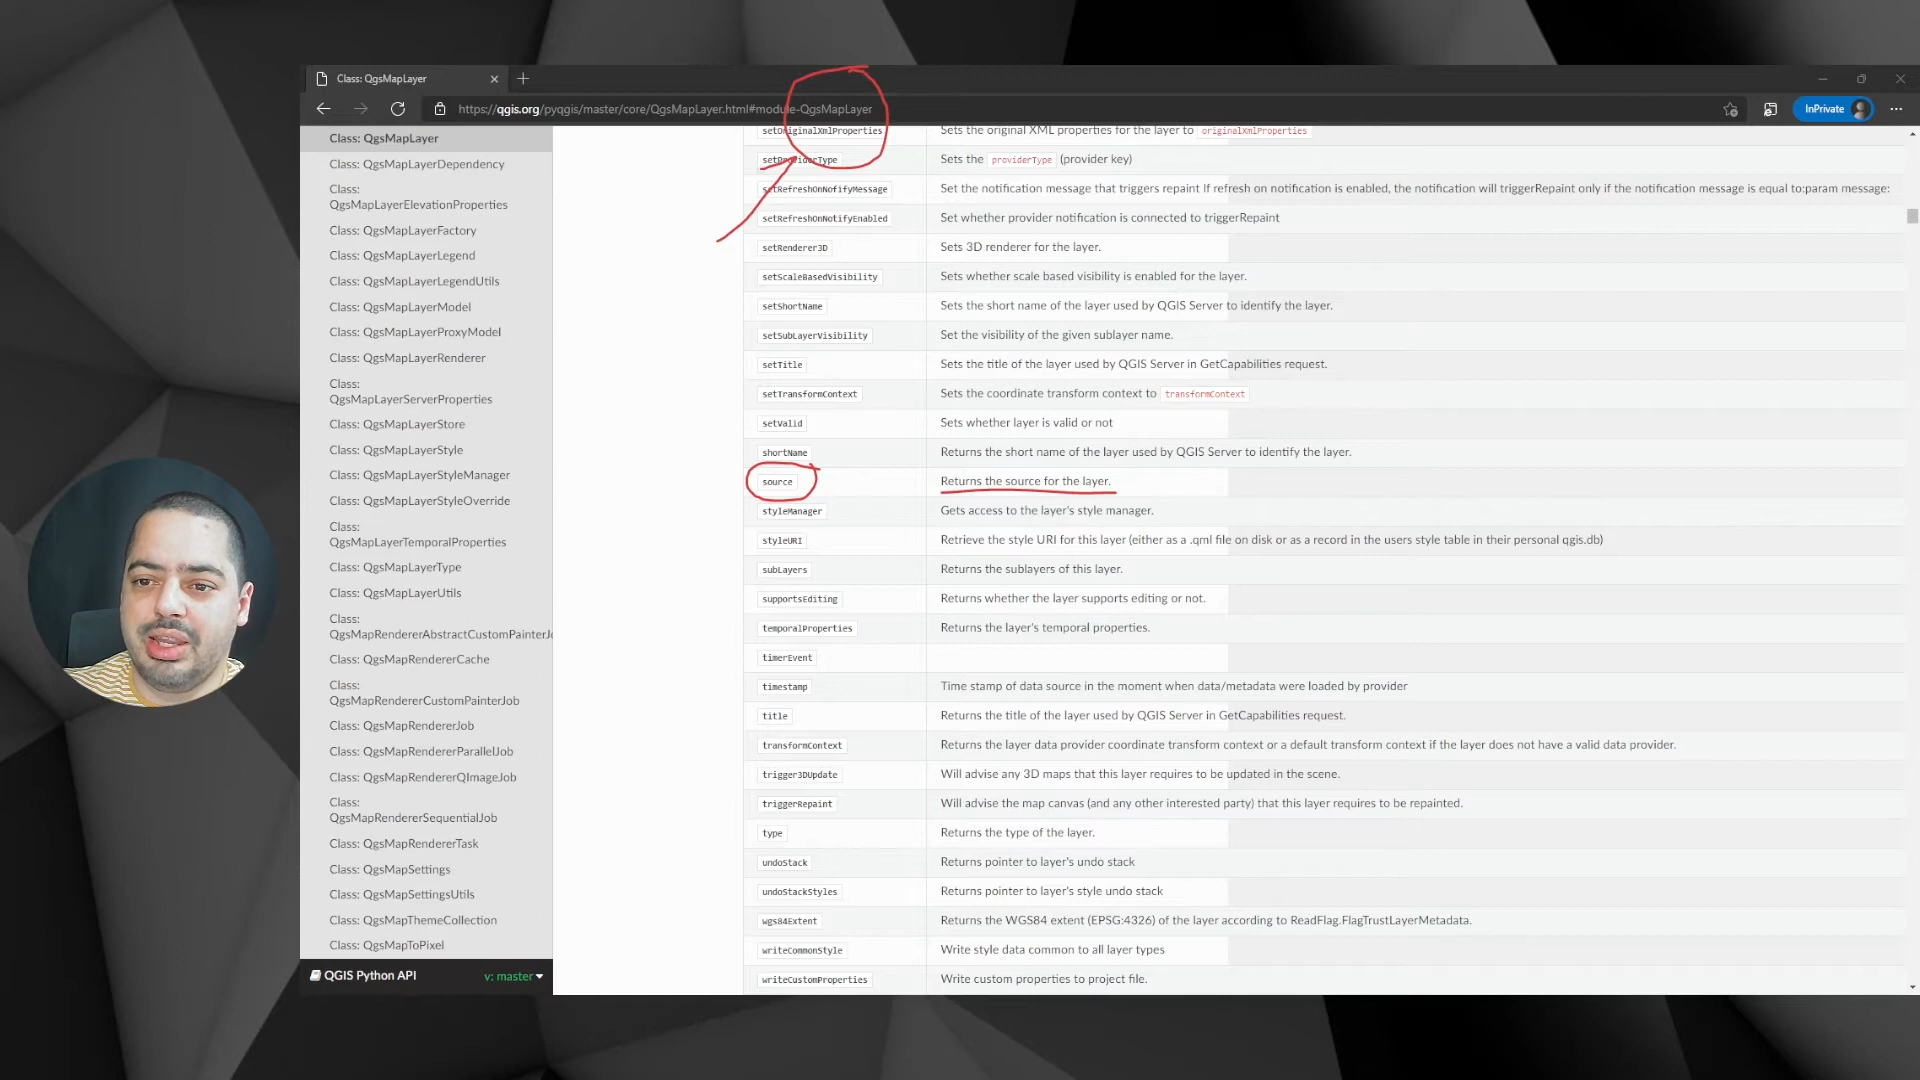 Class: QgsMapLayer
https://qgis.org/pyqgis/master/core/QgsMapLayer.html#module-QgsMapLayer
InPrivate
Class: QgsMapLayer
Class: QgsMapLayerDependency
Class:
QgsMapLayerElevationProperties
Class: QgsMapLayerFactory
Class: QgsMapLayerLegend
Class: QgsMapLayerLegendUtils
Class: QgsMapLayerModel
Class: QgsMapLayerProxyModel
Class: QgsMapLayerRenderer
Class:
QgsMapLayerServerProperties
Class: QgsMapLayerStore
Class: QgsMapLayerStyle
Class: QgsMapLayerStyleManager
Class: QgsMapLayerStyleOverride
Class:
QgsMapLayerTemporalProperties
Class: QgsMapLayerType
Class: QgsMapLayerUtils
Class:
QgsMapRendererAbstractCustomPainterJo
Class: QgsMapRendererCache
Class:
QgsMapRendererCustomPainterJob
Class: QgsMapRendererJob
Class: QgsMapRendererParallelJob
Class: QgsMapRendererQImageJob
Class:
QgsMapRendererSequentialJob
Class: QgsMapRendererTask
Class: QgsMapSettings
Class: QgsMapSettingsUtils
Class: QgsMapThemeCollection
Class: QgsMapToPixel
QGIS Python API v: master
setOriginalXmlProperties Sets the original XML properties for the layer to originalXmlProperties
setProviderType Sets the providerType (provider key)
setRefreshOnNofifyMessage Set the notification message that triggers repaint If refresh on notification is enabled, the notification will triggerRepaint only if the notification message is equal to:param message:
setRefreshOnNotifyEnabled Set whether provider notification is connected to triggerRepaint
setRenderer3D Sets 3D renderer for the layer.
setScaleBasedVisibility Sets whether scale based visibility is enabled for the layer.
setShortName Sets the short name of the layer used by QGIS Server to identify the layer.
setSubLayerVisibility Set the visibility of the given sublayer name.
setTitle Sets the title of the layer used by QGIS Server in GetCapabilities request.
setTransformContext Sets the coordinate transform context to transformContext
setValid Sets whether layer is valid or not
shortName Returns the short name of the layer used by QGIS Server to identify the layer.
source Returns the source for the layer.
styleManager Gets access to the layer's style manager.
styleURI Retrieve the style URI for this layer (either as a .qml file on disk or as a record in the users style table in their personal qgis.db)
subLayers Returns the sublayers of this layer.
supportsEditing Returns whether the layer supports editing or not.
temporalProperties Returns the layer's temporal properties.
timerEvent
timestamp Time stamp of data source in the moment when data/metadata were loaded by provider
title Returns the title of the layer used by QGIS Server in GetCapabilities request.
transformContext Returns the layer data provider coordinate transform context or a default transform context if the layer does not have a valid data provider.
trigger3DUpdate Will advise any 3D maps that this layer requires to be updated in the scene.
triggerRepaint Will advise the map canvas (and any other interested party) that this layer requires to be repainted.
type Returns the type of the layer.
undoStack Returns pointer to layer's undo stack
undoStackStyles Returns pointer to layer's style undo stack
wgs84Extent Returns the WGS84 extent (EPSG:4326) of the layer according to ReadFlag.FlagTrustLayerMetadata.
writeCommonStyle Write style data common to all layer types
writeCustomProperties Write custom properties to project file.